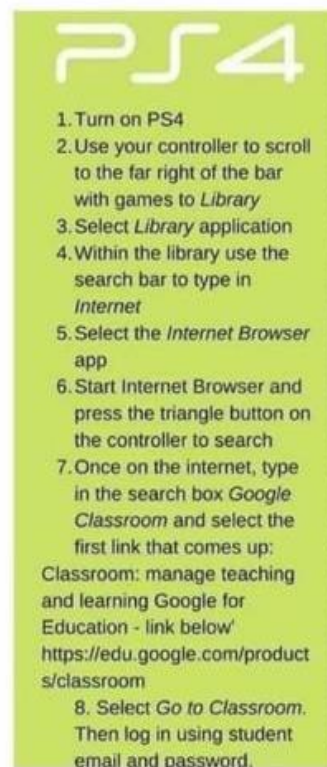 PS4
1. Turn on PS4
2. Use your controller to scroll
to the far right of the bar
with games to Library
3. Select Library application
4. Within the library use the
search bar to type in
Internet
5. Select the Internet Browser
app
6. Start Internet Browser and
press the triangle button on
the controller to search
7. Once on the internet, type
in the search box Google
Classroom and select the
first link that comes up:
Classroom: manage teaching
and learning Google for
Education - link below'
https://edu.google.com/product
s/classroom
8. Select Go to Classroom.
Then log in using student
email and password.